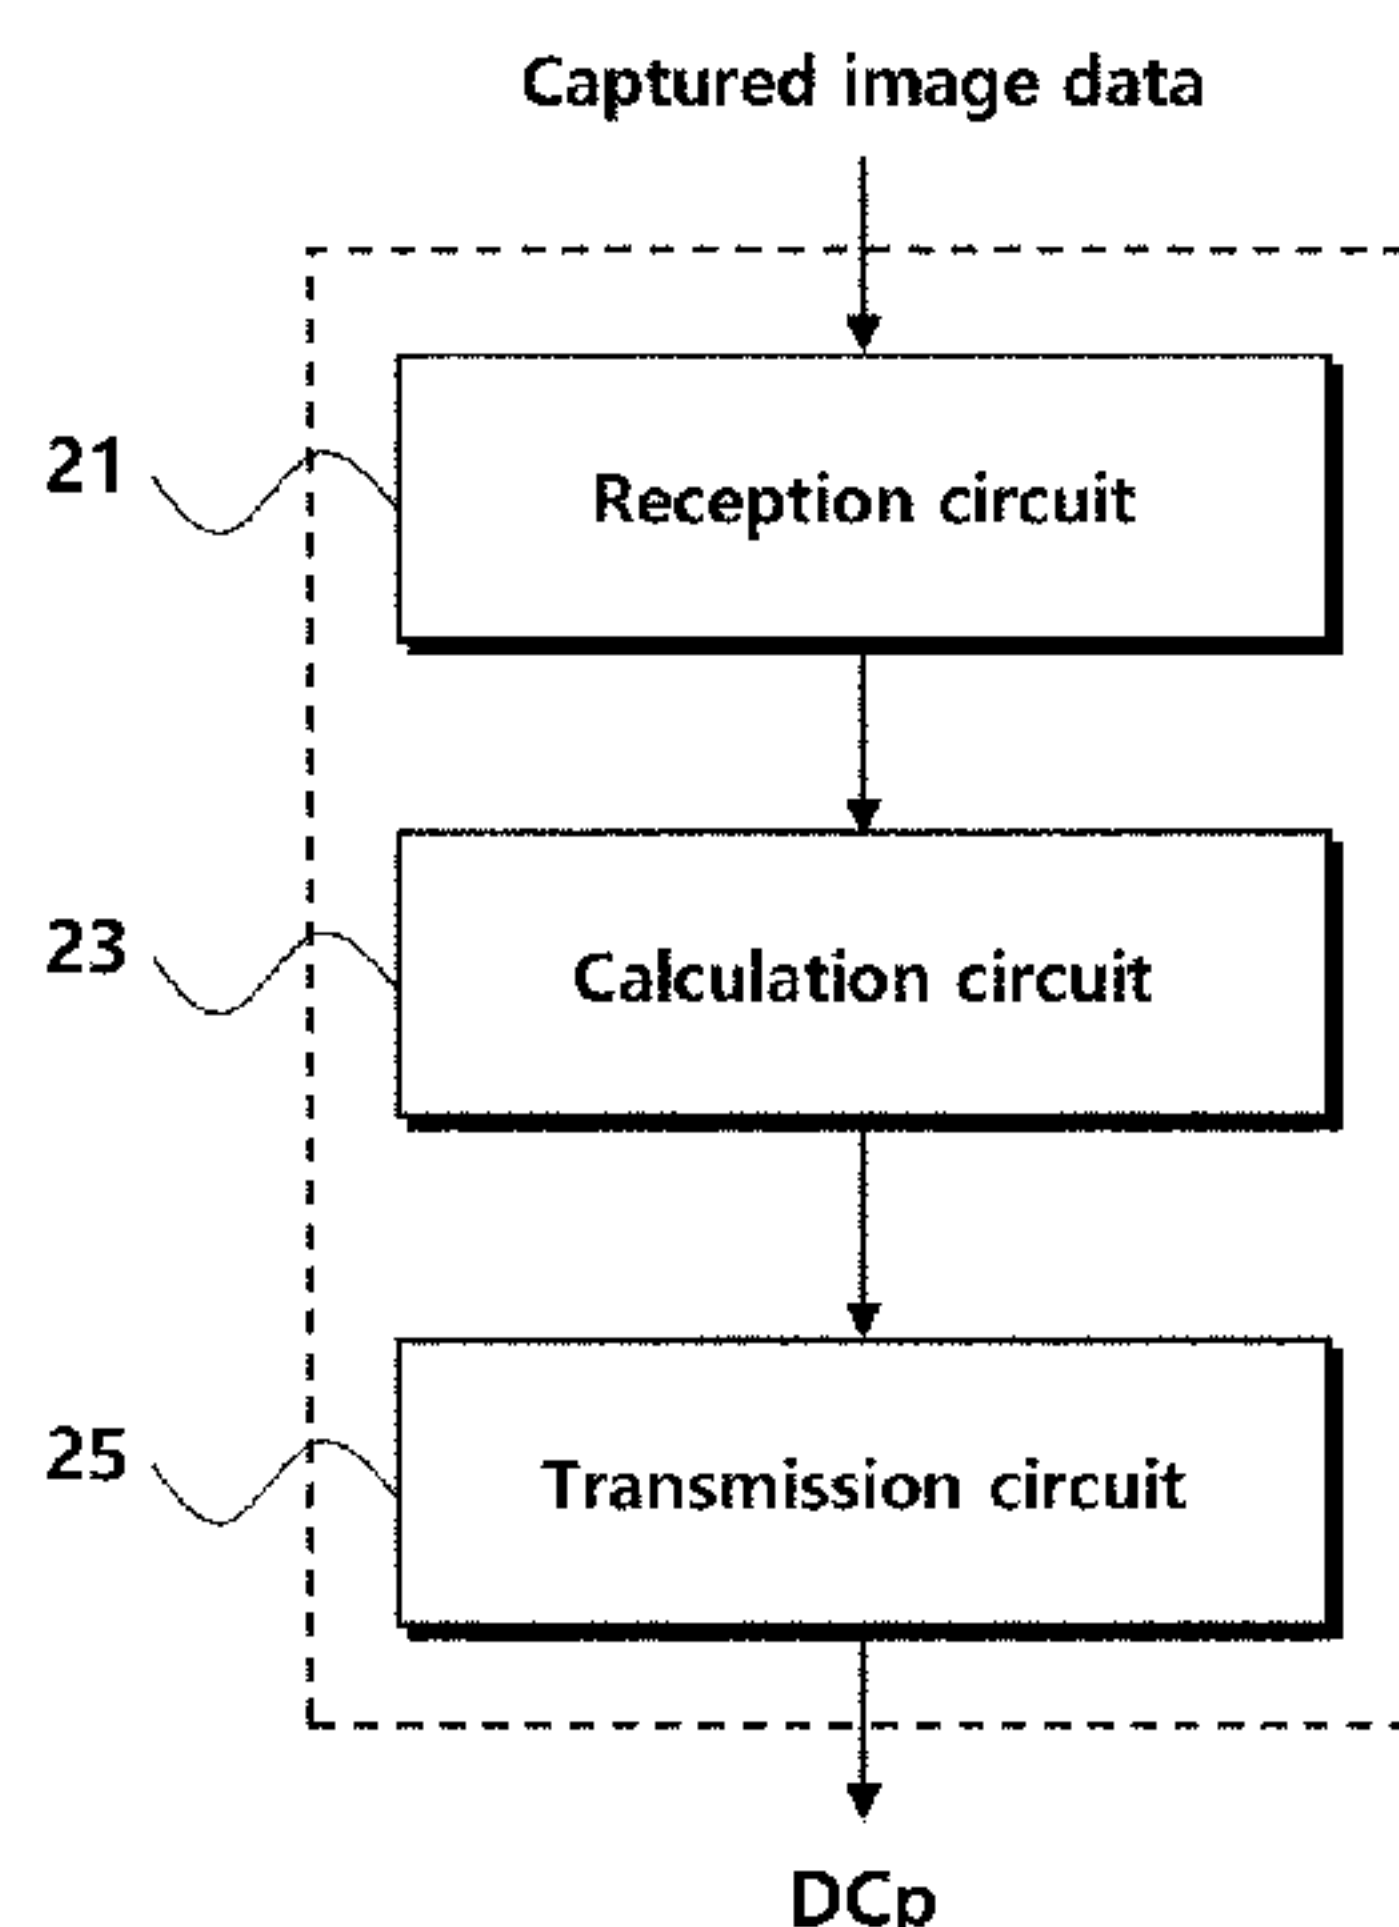 Captured image data
21
Reception circuit
23
Calculation circuit
25
Transmission circuit
DCp